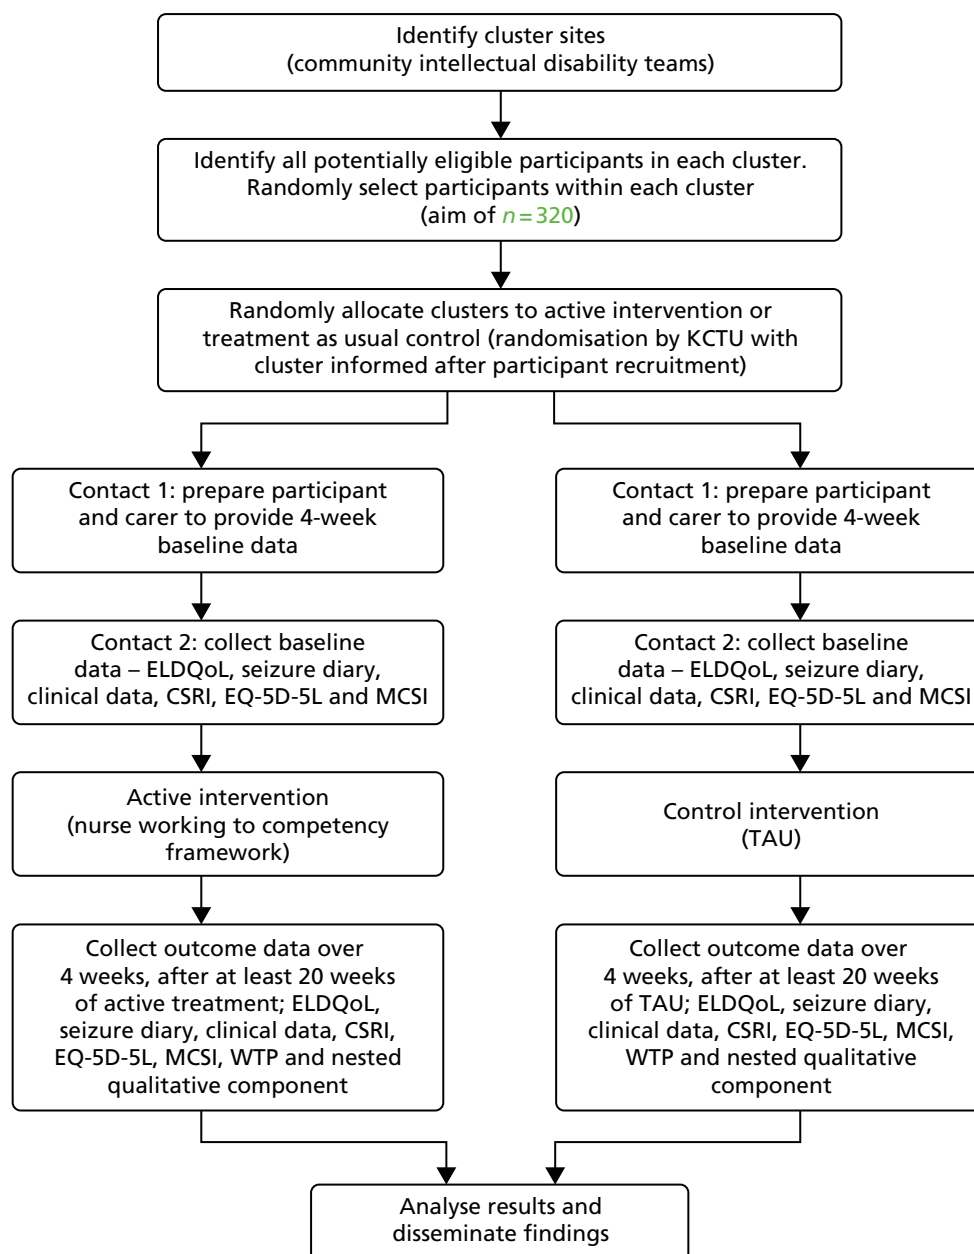 Identify cluster sites
(community intellectual disability teams)
Identify all potentially eligible participants in each cluster.
Randomly select participants within each cluster
(aim of n = 320)
Randomly allocate clusters to active intervention or
treatment as usual control (randomisation by KCTU with
cluster informed after participant recruitment)
Contact 1: prepare participant
and carer to provide 4-week
baseline data
Contact 2: collect baseline
data – ELDQoL, seizure diary,
clinical data, CSRI, EQ-5D-5L and MCSI
Active intervention
(nurse working to competency
framework)
Collect outcome data over
4 weeks, after at least 20 weeks
of active treatment; ELDQoL,
seizure diary, clinical data, CSRI,
EQ-5D-5L, MCSI, WTP and nested
qualitative component
Contact 1: prepare participant
and carer to provide 4-week
baseline data
Contact 2: collect baseline
data – ELDQoL, seizure diary,
clinical data, CSRI, EQ-5D-5L and MCSI
Control intervention
(TAU)
Collect outcome data over
4 weeks, after at least 20 weeks
of TAU; ELDQoL, seizure diary,
clinical data, CSRI, EQ-5D-5L, MCSI,
WTP and nested qualitative
component
Analyse results and
disseminate findings